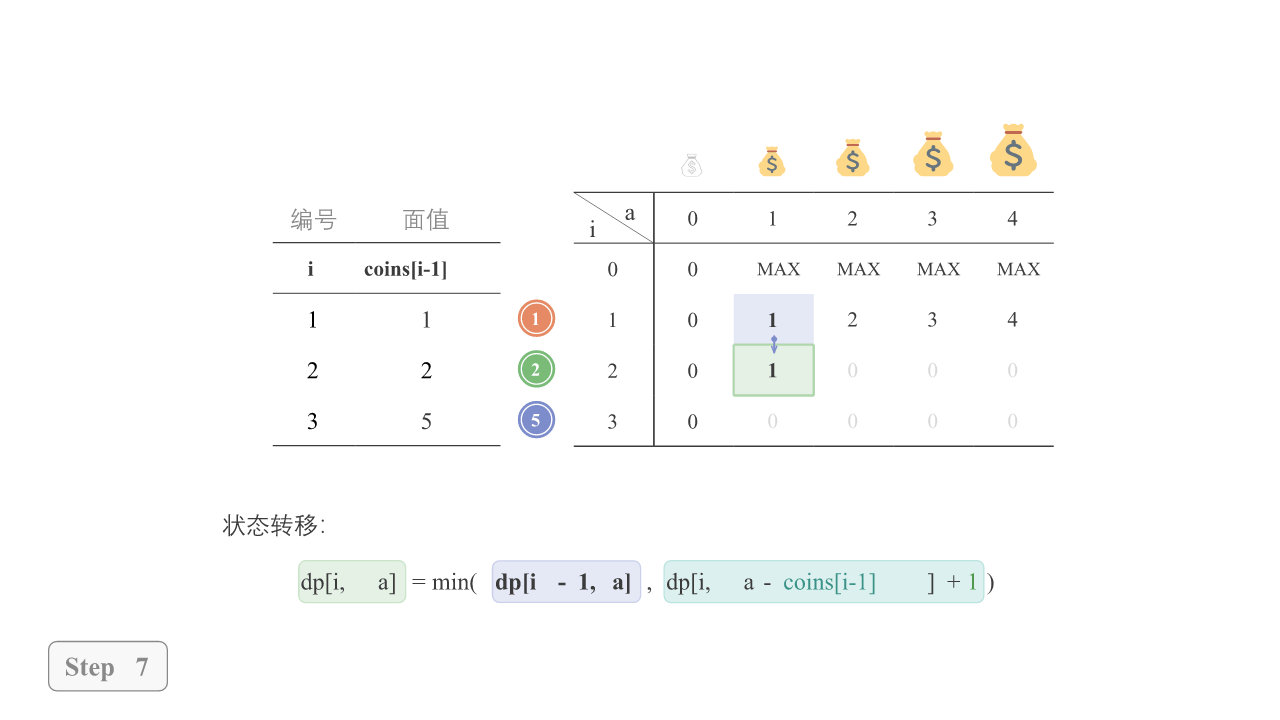 $ $ $ $ $
编号 面值
i coins[i-1]
1 1
2 2
3 5
1
2
5
i a 0 1 2 3 4
0 0 MAX MAX MAX MAX
1 0 1 2 3 4
2 0 1 0 0 0
3 0 0 0 0 0
状态转移:
dp[i, a] = min( dp[i - 1, a] , dp[i, a - coins[i-1] ] + 1 )
Step 7